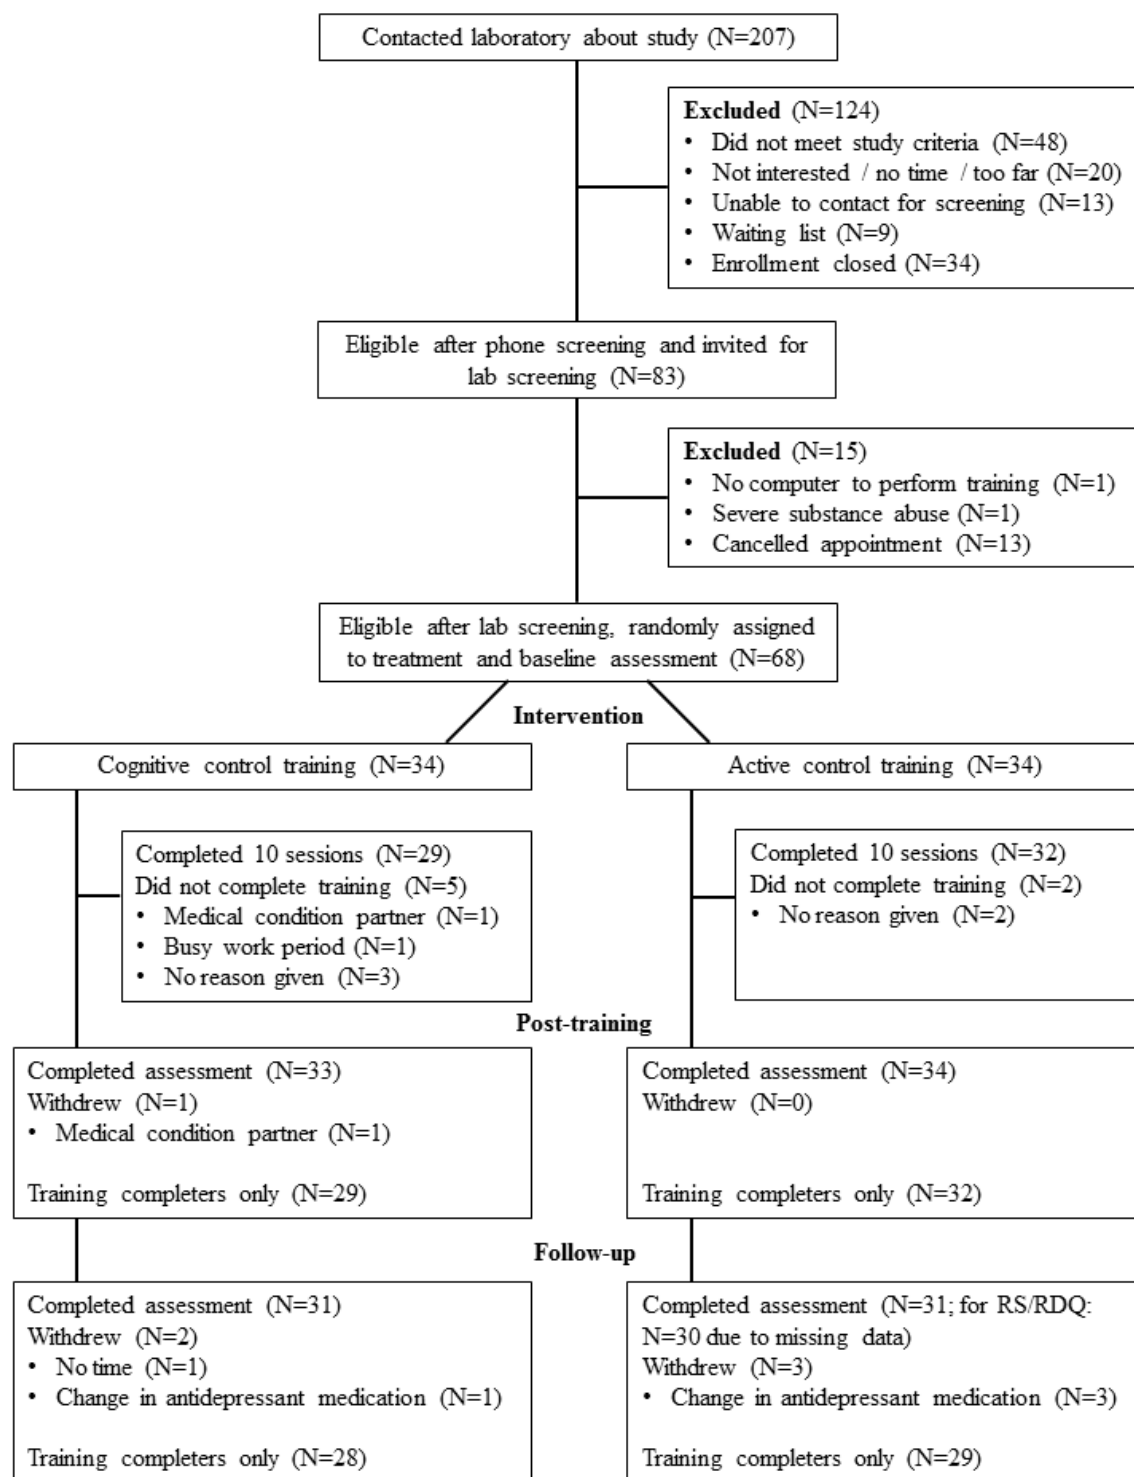 Contacted laboratory about study (N=207)
Excluded (N=124)
• Did not meet study criteria (N=48)
• Not interested / no time / too far (N=20)
• Unable to contact for screening (N=13)
• Waiting list (N=9)
• Enrollment closed (N=34)
Eligible after phone screening and invited for
lab screening (N=83)
Excluded (N=15)
• No computer to perform training (N=1)
• Severe substance abuse (N=1)
• Cancelled appointment (N=13)
Eligible after lab screening, randomly assigned
to treatment and baseline assessment (N=68)
Intervention
Cognitive control training (N=34)
Active control training (N=34)
Completed 10 sessions (N=29)
Did not complete training (N=5)
• Medical condition partner (N=1)
• Busy work period (N=1)
• No reason given (N=3)
Completed 10 sessions (N=32)
Did not complete training (N=2)
• No reason given (N=2)
Post-training
Completed assessment (N=33)
Withdrew (N=1)
• Medical condition partner (N=1)
Training completers only (N=29)
Completed assessment (N=34)
Withdrew (N=0)
Training completers only (N=32)
Follow-up
Completed assessment (N=31)
Withdrew (N=2)
• No time (N=1)
• Change in antidepressant medication (N=1)
Training completers only (N=28)
Completed assessment (N=31; for RS/RDQ:
N=30 due to missing data)
Withdrew (N=3)
• Change in antidepressant medication (N=3)
Training completers only (N=29)